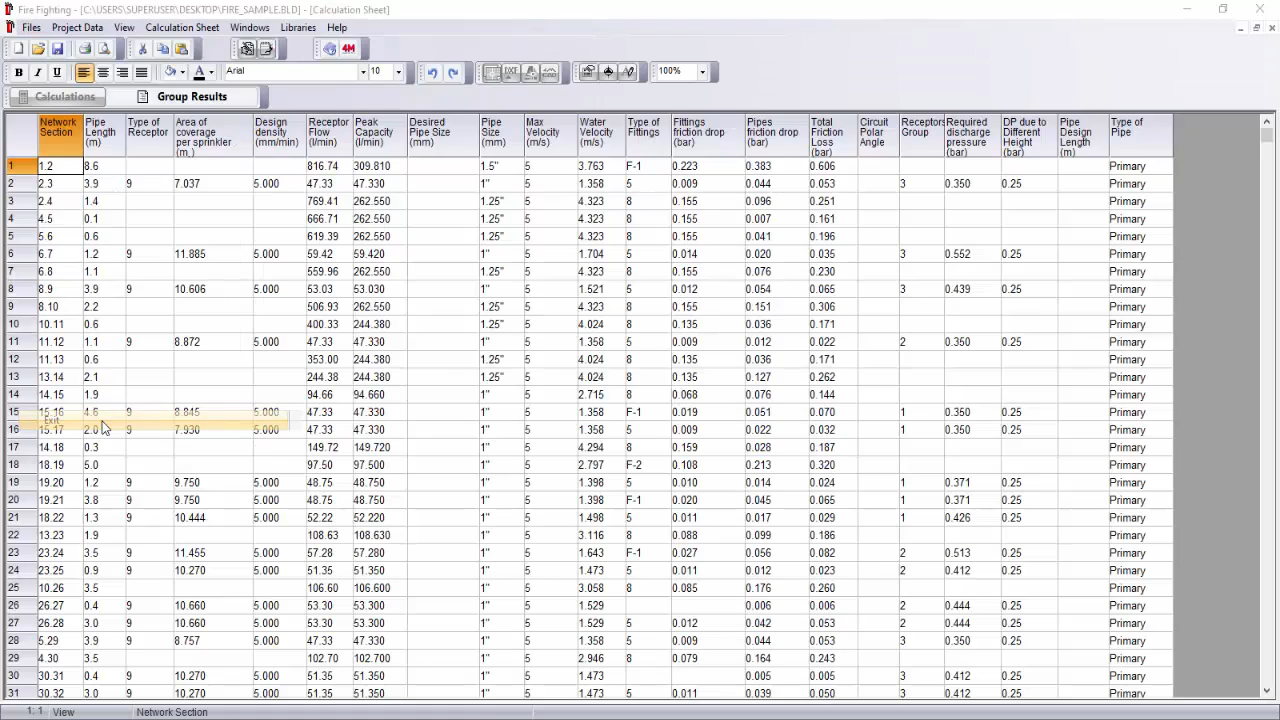 Fire Fighting - [C:\USERS\SUPERUSER\DESKTOP\FIRE_SAMPLE.BLD] - [Calculation Sheet]
Files Project Data View Calculation Sheet Windows Libraries Help
4M
B I U A Arial 10 100%
Calculations Group Results
Network Section Pipe Length (m) Type of Receptor Area of coverage per sprinkler (m.) Design density (mm/min) Receptor Flow (l/min) Peak Capacity (l/min) Desired Pipe Size (mm) Pipe Size (mm) Max Velocity (m/s) Water Velocity (m/s) Type of Fittings Fittings friction drop (bar) Pipes friction drop (bar) Total Friction Loss (bar) Circuit Polar Angle Receptors Group Required discharge pressure (bar) DP due to Different Height (bar) Pipe Design Length (m) Type of Pipe
1 1.2 8.6 816.74 309.810 1.5" 5 3.763 F-1 0.223 0.383 0.606 Primary
2 2.3 3.9 9 7.037 5.000 47.33 47.330 1" 5 1.358 5 0.009 0.044 0.053 3 0.350 0.25 Primary
3 2.4 1.4 769.41 262.550 1.25" 5 4.323 8 0.155 0.096 0.251 Primary
4 4.5 0.1 666.71 262.550 1.25" 5 4.323 8 0.155 0.007 0.161 Primary
5 5.6 0.6 619.39 262.550 1.25" 5 4.323 8 0.155 0.041 0.196 Primary
6 6.7 1.2 9 11.885 5.000 59.42 59.420 1" 5 1.704 5 0.014 0.020 0.035 3 0.552 0.25 Primary
7 6.8 1.1 559.96 262.550 1.25" 5 4.323 8 0.155 0.076 0.230 Primary
8 8.9 3.9 9 10.606 5.000 53.03 53.030 1" 5 1.521 5 0.012 0.054 0.065 3 0.439 0.25 Primary
9 8.10 2.2 506.93 262.550 1.25" 5 4.323 8 0.155 0.151 0.306 Primary
10 10.11 0.6 400.33 244.380 1.25" 5 4.024 8 0.135 0.036 0.171 Primary
11 11.12 1.1 9 8.872 5.000 47.33 47.330 1" 5 1.358 5 0.009 0.012 0.022 2 0.350 0.25 Primary
12 11.13 0.6 353.00 244.380 1.25" 5 4.024 8 0.135 0.036 0.171 Primary
13 13.14 2.1 244.38 244.380 1.25" 5 4.024 8 0.135 0.127 0.262 Primary
14 14.15 1.9 94.66 94.660 1" 5 2.715 8 0.068 0.076 0.144 Primary
15 15.16 4.6 9 8.845 5.000 47.33 47.330 1" 5 1.358 F-1 0.019 0.051 0.070 1 0.350 0.25 Primary
Exit
16 15.17 2.0 9 7.930 5.000 47.33 47.330 1" 5 1.358 5 0.009 0.022 0.032 1 0.350 0.25 Primary
17 14.18 0.3 149.72 149.720 1" 5 4.294 8 0.159 0.028 0.187 Primary
18 18.19 5.0 97.50 97.500 1" 5 2.797 F-2 0.108 0.213 0.320 Primary
19 19.20 1.2 9 9.750 5.000 48.75 48.750 1" 5 1.398 5 0.010 0.014 0.024 1 0.371 0.25 Primary
20 19.21 3.8 9 9.750 5.000 48.75 48.750 1" 5 1.398 F-1 0.020 0.045 0.065 1 0.371 0.25 Primary
21 18.22 1.3 9 10.444 5.000 52.22 52.220 1" 5 1.498 5 0.011 0.017 0.029 1 0.426 0.25 Primary
22 13.23 1.9 108.63 108.630 1" 5 3.116 8 0.088 0.099 0.186 Primary
23 23.24 3.5 9 11.455 5.000 57.28 57.280 1" 5 1.643 F-1 0.027 0.056 0.082 2 0.513 0.25 Primary
24 23.25 0.9 9 10.270 5.000 51.35 51.350 1" 5 1.473 5 0.011 0.012 0.023 2 0.412 0.25 Primary
25 10.26 3.5 106.60 106.600 1" 5 3.058 8 0.085 0.176 0.260 Primary
26 26.27 0.4 9 10.660 5.000 53.30 53.300 1" 5 1.529 0.006 0.006 2 0.444 0.25 Primary
27 26.28 3.0 9 10.660 5.000 53.30 53.300 1" 5 1.529 5 0.012 0.042 0.053 2 0.444 0.25 Primary
28 5.29 3.9 9 8.757 5.000 47.33 47.330 1" 5 1.358 5 0.009 0.044 0.053 3 0.350 0.25 Primary
29 4.30 3.5 102.70 102.700 1" 5 2.946 8 0.079 0.164 0.243 Primary
30 30.31 0.4 9 10.270 5.000 51.35 51.350 1" 5 1.473 0.005 0.005 3 0.412 0.25 Primary
31 30.32 3.0 9 10.270 5.000 51.35 51.350 1" 5 1.473 5 0.011 0.039 0.050 3 0.412 0.25 Primary
1: 1 View Network Section